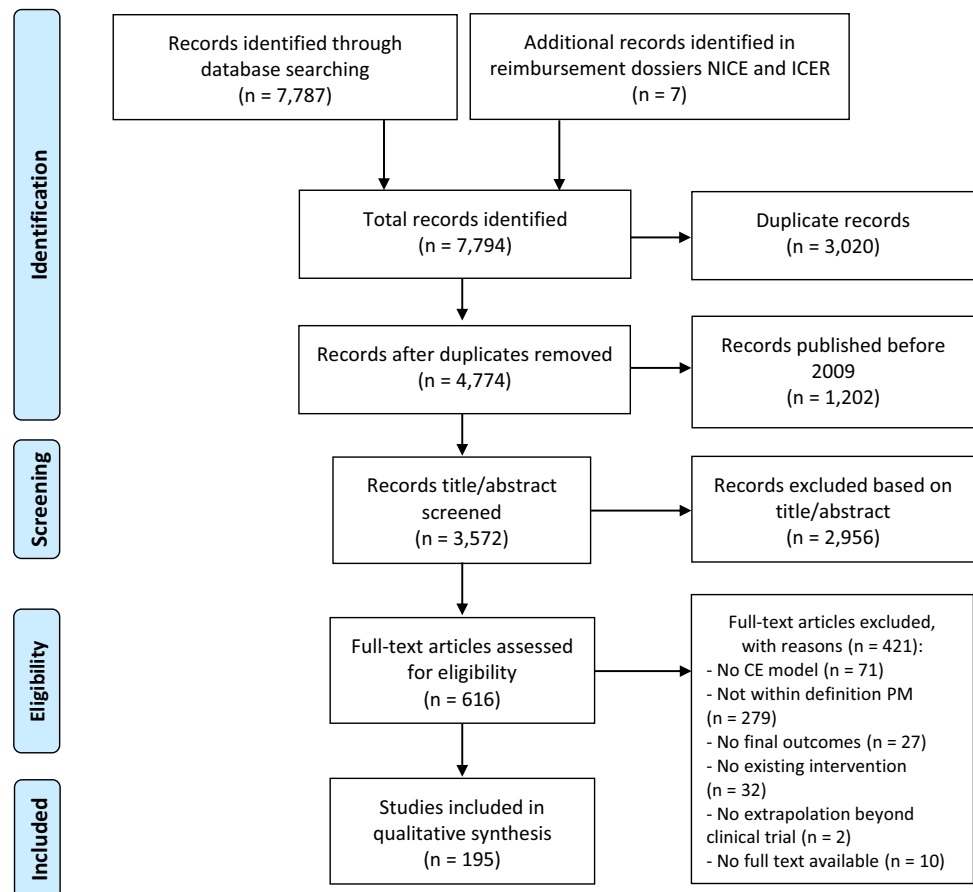 Identification
Records identified through
database searching
(n = 7,787)
Additional records identified in
reimbursement dossiers NICE and ICER
(n = 7)
Total records identified
(n = 7,794)
Duplicate records
(n = 3,020)
Records after duplicates removed
(n = 4,774)
Records published before
2009
(n = 1,202)
Screening
Records title/abstract
screened
(n = 3,572)
Records excluded based on
title/abstract
(n = 2,956)
Eligibility
Full-text articles assessed
for eligibility
(n = 616)
Full-text articles excluded,
with reasons (n = 421):
- No CE model (n = 71)
- Not within definition PM
(n = 279)
- No final outcomes (n = 27)
- No existing intervention
(n = 32)
- No extrapolation beyond
clinical trial (n = 2)
- No full text available (n = 10)
Included
Studies included in
qualitative synthesis
(n = 195)